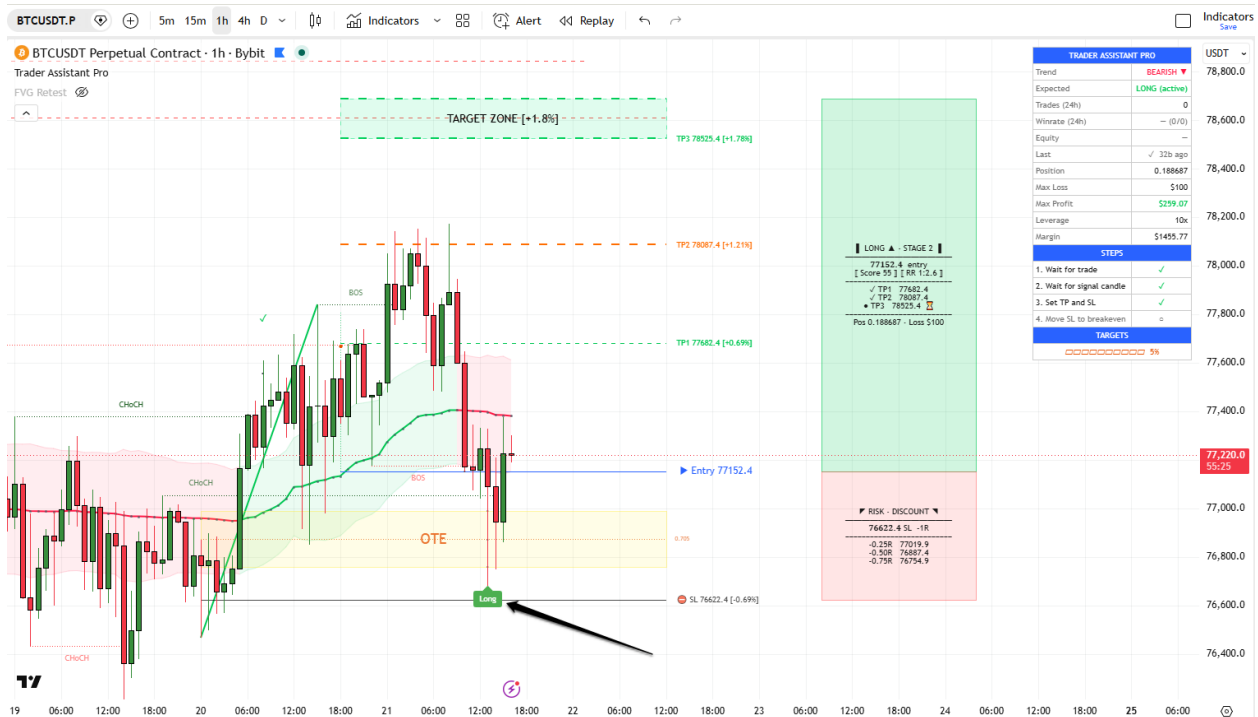 BTCUSDT.P
5m 15m 1h 4h D
Indicators
Alert
Replay
Indicators
Save
BTCUSDT Perpetual Contract · 1h · Bybit
Trader Assistant Pro
FVG Retest
USDT
78,800.0
78,600.0
78,400.0
78,200.0
78,000.0
77,800.0
77,600.0
77,400.0
77,220.0
55:25
77,000.0
76,800.0
76,600.0
76,400.0
TARGET ZONE [+1.8%]
TP3 78525.4 [+1.78%]
TP2 78087.4 [+1.21%]
BOS
TP1 77682.4 [+0.69%]
CHoCH
CHoCH
BOS
Entry 77152.4
OTE
0.705
Long
SL 76622.4 [-0.69%]
CHoCH
LONG ▲ - STAGE 2
77152.4 entry
[ Score 55 ] [ RR 1:2.6 ]
✓ TP1 77682.4
✓ TP2 78087.4
• TP3 78525.4 ⌛
Pos 0.188687 - Loss $100
RISK - DISCOUNT
76622.4 SL -1R
-0.25R 77019.9
-0.50R 76887.4
-0.75R 76754.9
TRADER ASSISTANT PRO
Trend BEARISH ▼
Expected LONG (active)
Trades (24h) 0
Winrate (24h) — (0/0)
Equity —
Last ✓ 32b ago
Position 0.188687
Max Loss $100
Max Profit $259.07
Leverage 10x
Margin $1455.77
STEPS
1. Wait for trade ✓
2. Wait for signal candle ✓
3. Set TP and SL ✓
4. Move SL to breakeven ○
TARGETS
5%
19 06:00 12:00 18:00 20 06:00 12:00 18:00 21 06:00 12:00 18:00 22 06:00 12:00 18:00 23 06:00 12:00 18:00 24 06:00 12:00 18:00 25 06:00